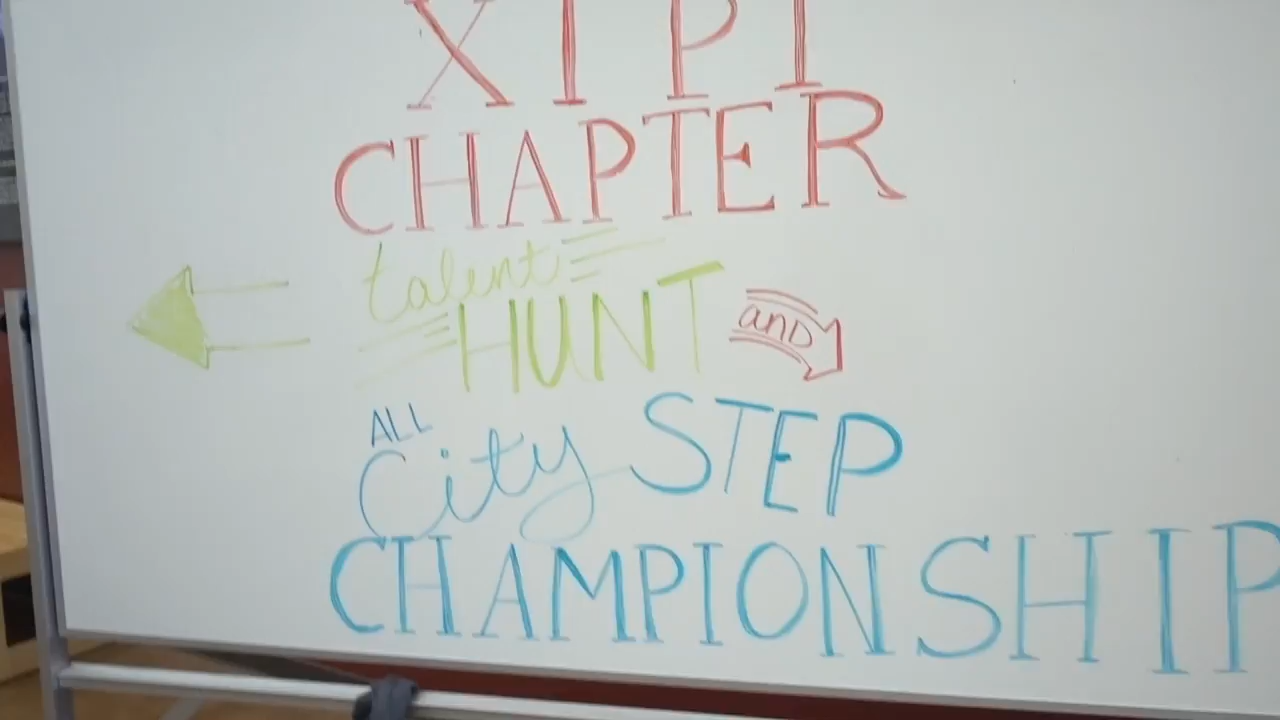 XI PI
CHAPTER
talent
HUNT and
ALL
City STEP
CHAMPIONSHIP